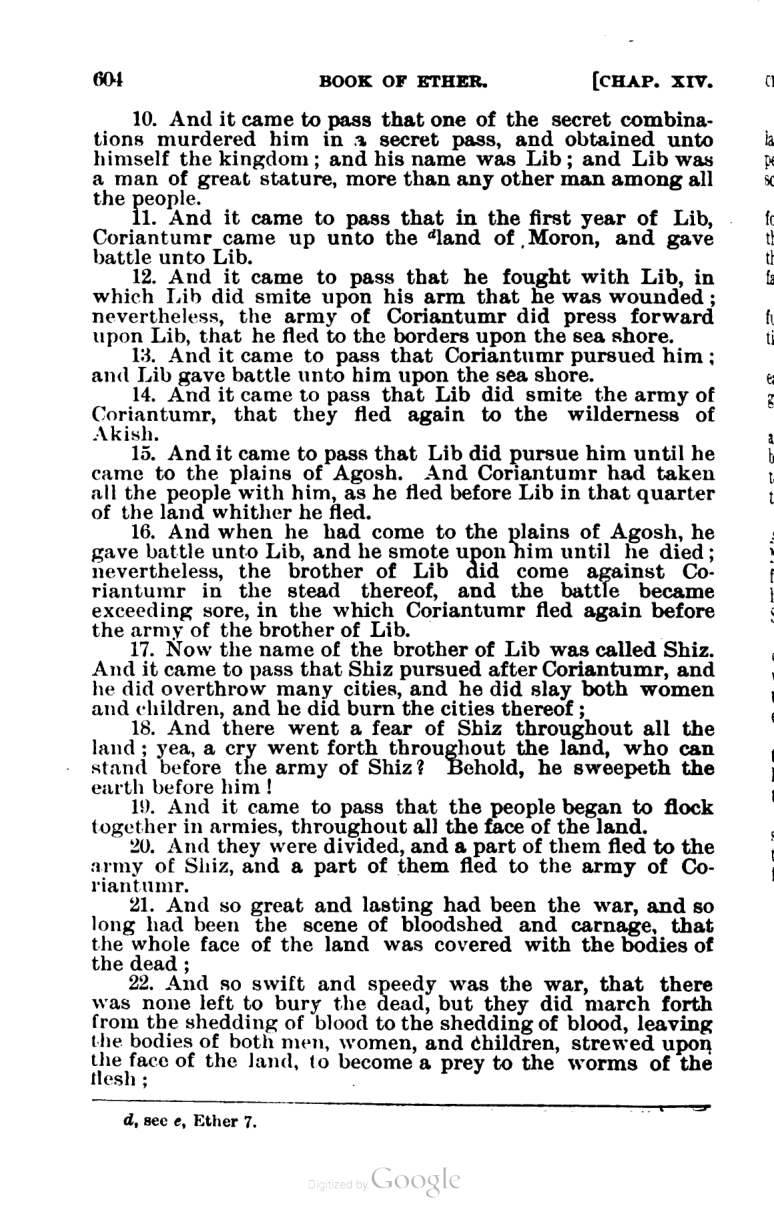 604 BOOK OF ETHER. [CHAP. XIV.
10. And it came to pass that one of the secret combina-
tions murdered him in a secret pass, and obtained unto
himself the kingdom; and his name was Lib; and Lib was
a man of great stature, more than any other man among all
the people.
11. And it came to pass that in the first year of Lib,
Coriantumr came up unto the dland of Moron, and gave
battle unto Lib.
12. And it came to pass that he fought with Lib, in
which Lib did smite upon his arm that he was wounded;
nevertheless, the army of Coriantumr did press forward
upon Lib, that he fled to the borders upon the sea shore.
13. And it came to pass that Coriantumr pursued him;
and Lib gave battle unto him upon the sea shore.
14. And it came to pass that Lib did smite the army of
Coriantumr, that they fled again to the wilderness of
Akish.
15. And it came to pass that Lib did pursue him until he
came to the plains of Agosh. And Coriantumr had taken
all the people with him, as he fled before Lib in that quarter
of the land whither he fled.
16. And when he had come to the plains of Agosh, he
gave battle unto Lib, and he smote upon him until he died;
nevertheless, the brother of Lib did come against Co-
riantumr in the stead thereof, and the battle became
exceeding sore, in the which Coriantumr fled again before
the army of the brother of Lib.
17. Now the name of the brother of Lib was called Shiz.
And it came to pass that Shiz pursued after Coriantumr, and
he did overthrow many cities, and he did slay both women
and children, and he did burn the cities thereof;
18. And there went a fear of Shiz throughout all the
land; yea, a cry went forth throughout the land, who can
stand before the army of Shiz? Behold, he sweepeth the
earth before him!
19. And it came to pass that the people began to flock
together in armies, throughout all the face of the land.
20. And they were divided, and a part of them fled to the
army of Shiz, and a part of them fled to the army of Co-
riantumr.
21. And so great and lasting had been the war, and so
long had been the scene of bloodshed and carnage, that
the whole face of the land was covered with the bodies of
the dead;
22. And so swift and speedy was the war, that there
was none left to bury the dead, but they did march forth
from the shedding of blood to the shedding of blood, leaving
the bodies of both men, women, and children, strewed upon
the face of the land, to become a prey to the worms of the
flesh;
d, see e, Ether 7.
Digitized by Google